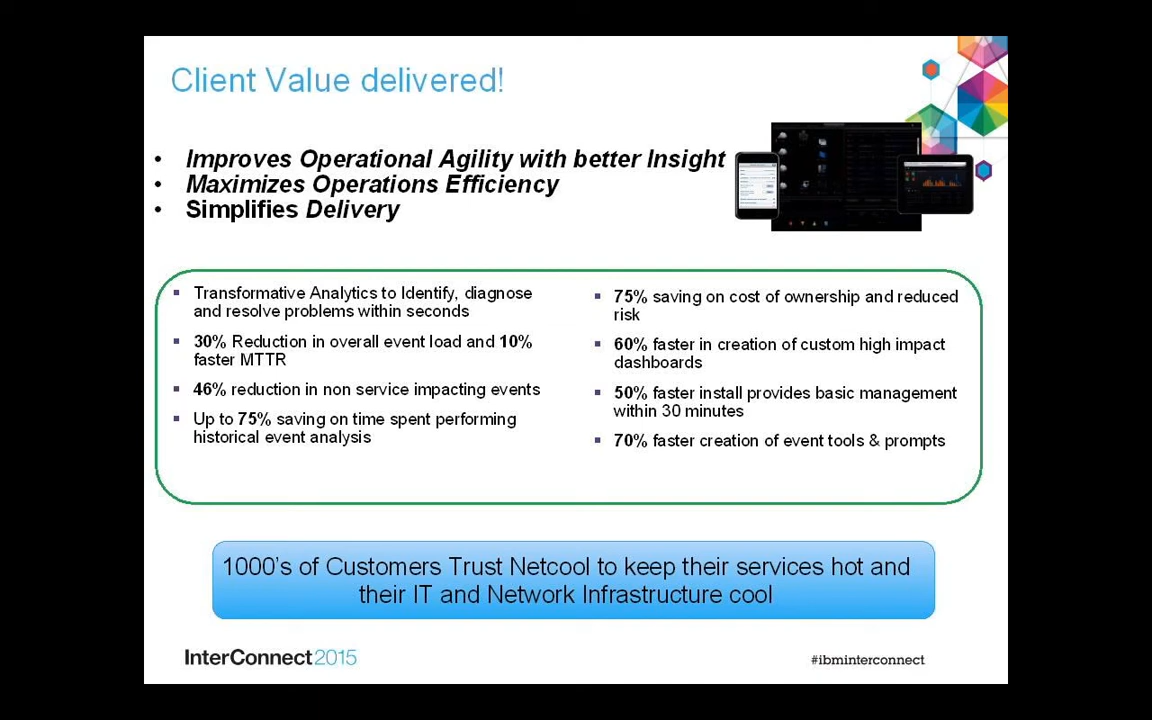 Client Value delivered!
• Improves Operational Agility with better Insight
• Maximizes Operations Efficiency
• Simplifies Delivery
▪ Transformative Analytics to Identify, diagnose
and resolve problems within seconds
▪ 30% Reduction in overall event load and 10%
faster MTTR
▪ 46% reduction in non service impacting events
▪ Up to 75% saving on time spent performing
historical event analysis
▪ 75% saving on cost of ownership and reduced
risk
▪ 60% faster in creation of custom high impact
dashboards
▪ 50% faster install provides basic management
within 30 minutes
▪ 70% faster creation of event tools & prompts
1000's of Customers Trust Netcool to keep their services hot and
their IT and Network Infrastructure cool
InterConnect2015
#ibminterconnect